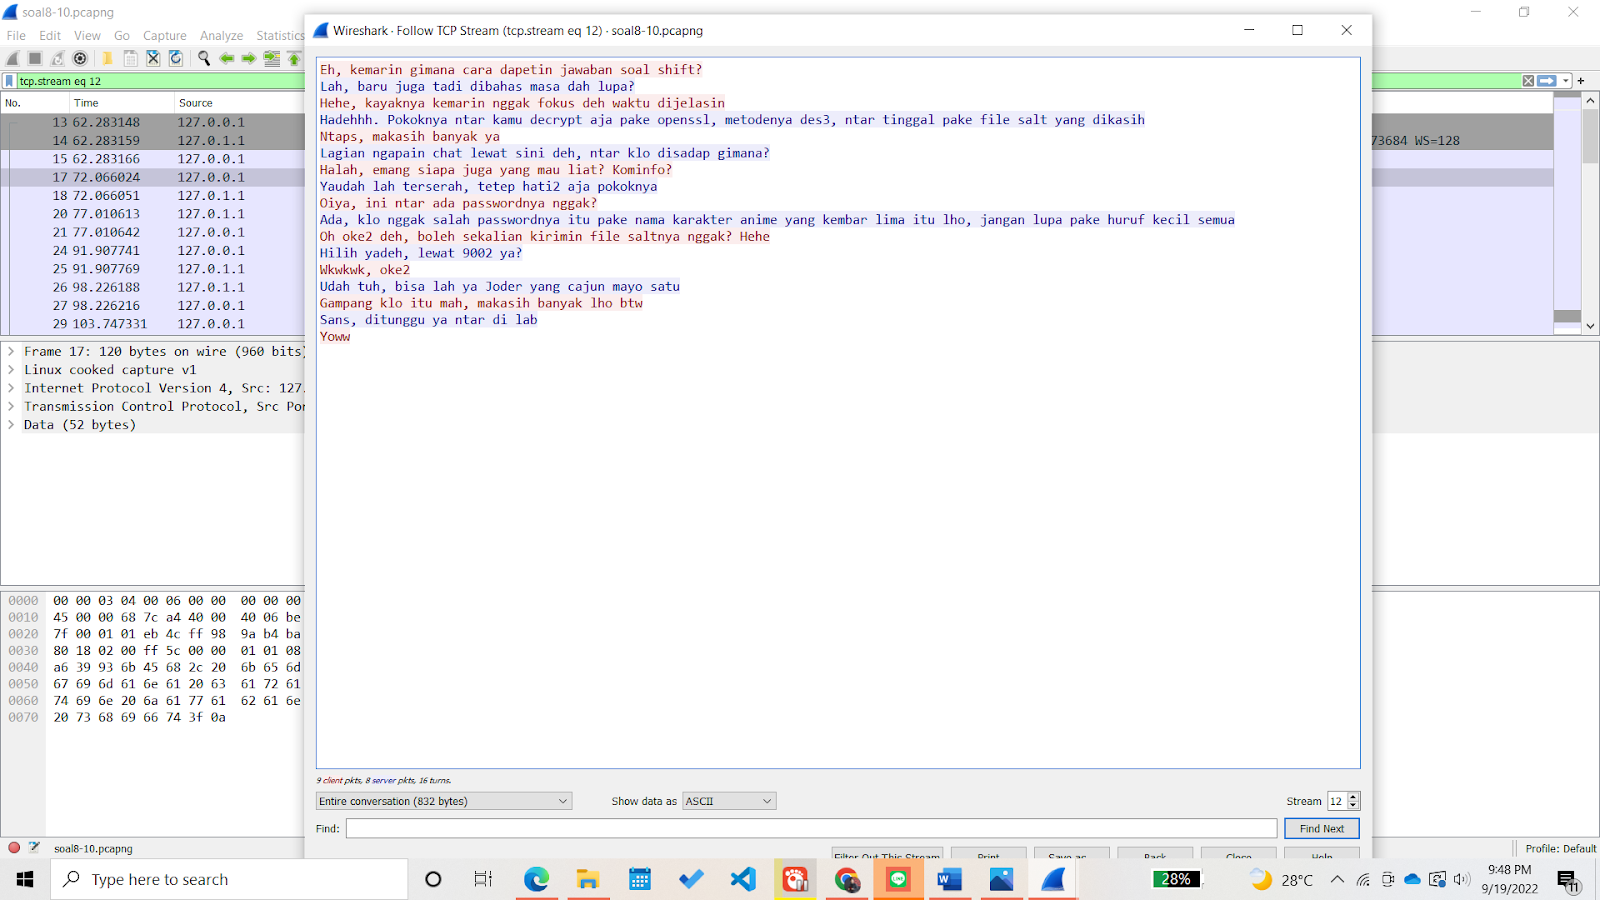 soal8-10.pcapng
File Edit View Go Capture Analyze Statistics
tcp.stream eq 12
No. Time Source
13 62.283148 127.0.0.1
14 62.283159 127.0.1.1
15 62.283166 127.0.0.1
17 72.066024 127.0.0.1
18 72.066051 127.0.1.1
20 77.010613 127.0.1.1
21 77.010642 127.0.0.1
24 91.907741 127.0.0.1
25 91.907769 127.0.1.1
26 98.226188 127.0.1.1
27 98.226216 127.0.0.1
29 103.747331 127.0.0.1
73684 WS=128
Frame 17: 120 bytes on wire (960 bits)
Linux cooked capture v1
Internet Protocol Version 4, Src: 127.
Transmission Control Protocol, Src Por
Data (52 bytes)
0000 00 00 03 04 00 06 00 00 00 00 00
0010 45 00 00 68 7c a4 40 00 40 06 be
0020 7f 00 01 01 eb 4c ff 98 9a b4 ba
0030 80 18 02 00 ff 5c 00 00 01 01 08
0040 a6 39 93 6b 45 68 2c 20 6b 65 6d
0050 67 69 6d 61 6e 61 20 63 61 72 61
0060 74 69 6e 20 6a 61 77 61 62 61 6e
0070 20 73 68 69 66 74 3f 0a
Wireshark · Follow TCP Stream (tcp.stream eq 12) · soal8-10.pcapng
Eh, kemarin gimana cara dapetin jawaban soal shift?
Lah, baru juga tadi dibahas masa dah lupa?
Hehe, kayaknya kemarin nggak fokus deh waktu dijelasin
Hadehhh. Pokoknya ntar kamu decrypt aja pake openssl, metodenya des3, ntar tinggal pake file salt yang dikasih
Ntaps, makasih banyak ya
Lagian ngapain chat lewat sini deh, ntar klo disadap gimana?
Halah, emang siapa juga yang mau liat? Kominfo?
Yaudah lah terserah, tetep hati2 aja pokoknya
Oiya, ini ntar ada passwordnya nggak?
Ada, klo nggak salah passwordnya itu pake nama karakter anime yang kembar lima itu lho, jangan lupa pake huruf kecil semua
Oh oke2 deh, boleh sekalian kirimin file saltnya nggak? Hehe
Hilih yadeh, lewat 9002 ya?
Wkwkwk, oke2
Udah tuh, bisa lah ya Joder yang cajun mayo satu
Gampang klo itu mah, makasih banyak lho btw
Sans, ditunggu ya ntar di lab
Yoww
9 client pkts, 8 server pkts, 16 turns.
Entire conversation (832 bytes) Show data as ASCII Stream 12
Find: Find Next
Filter Out This Stream Print Save as... Back Close Help
soal8-10.pcapng Profile: Default
Type here to search
28% 28°C 9:48 PM
9/19/2022
11